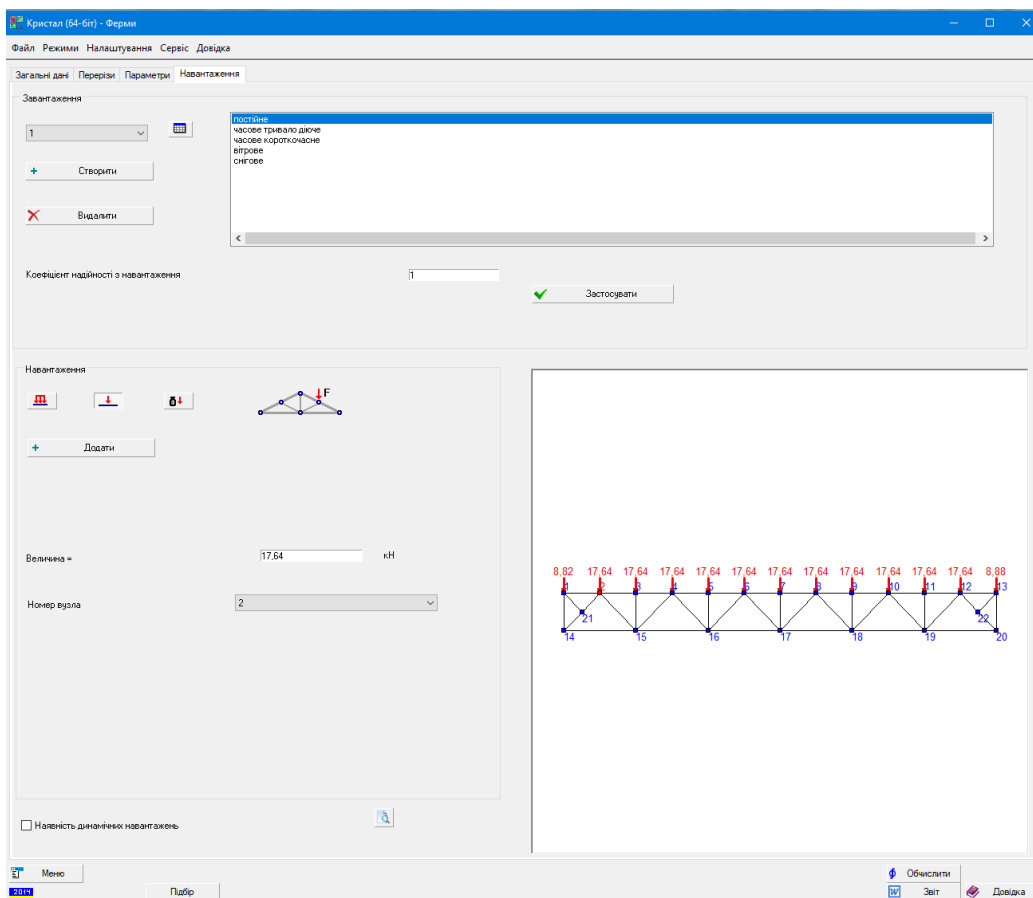 Кристал (64-біт) - Ферми
Файл Режими Налаштування Сервіс Довідка
Загальні дані Перерізи Параметри Навантаження
Завантаження
1
постійне
часове тривало діюче
часове короткочасне
вітрове
снігове
Створити
Видалити
Коефіцієнт надійності з навантаження 1
Застосувати
Навантаження
F
Додати
Величина = 17,64 кН
Номер вузла 2
8,82 17,64 17,64 17,64 17,64 17,64 17,64 17,64 17,64 17,64 17,64 17,64 8,88
1 2 3 4 5 6 7 8 9 10 11 12 13
21 22
14 15 16 17 18 19 20
Наявність динамічних навантажень
Меню Обчислити
2014 Підбір Звіт Довідка